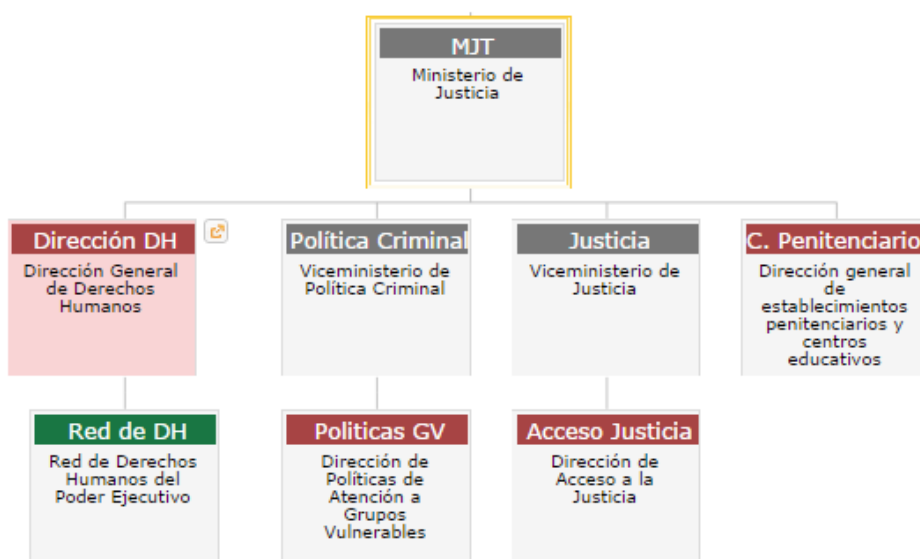 MJT
Ministerio de
Justicia
Dirección DH
Dirección General
de Derechos
Humanos
Política Criminal
Viceministerio de
Política Criminal
Justicia
Viceministerio de
Justicia
C. Penitenciario
Dirección general
de
establecimientos
penitenciarios y
centros
educativos
Red de DH
Red de Derechos
Humanos del
Poder Ejecutivo
Politicas GV
Dirección de
Políticas de
Atención a
Grupos
Vulnerables
Acceso Justicia
Dirección de
Acceso a la
Justicia